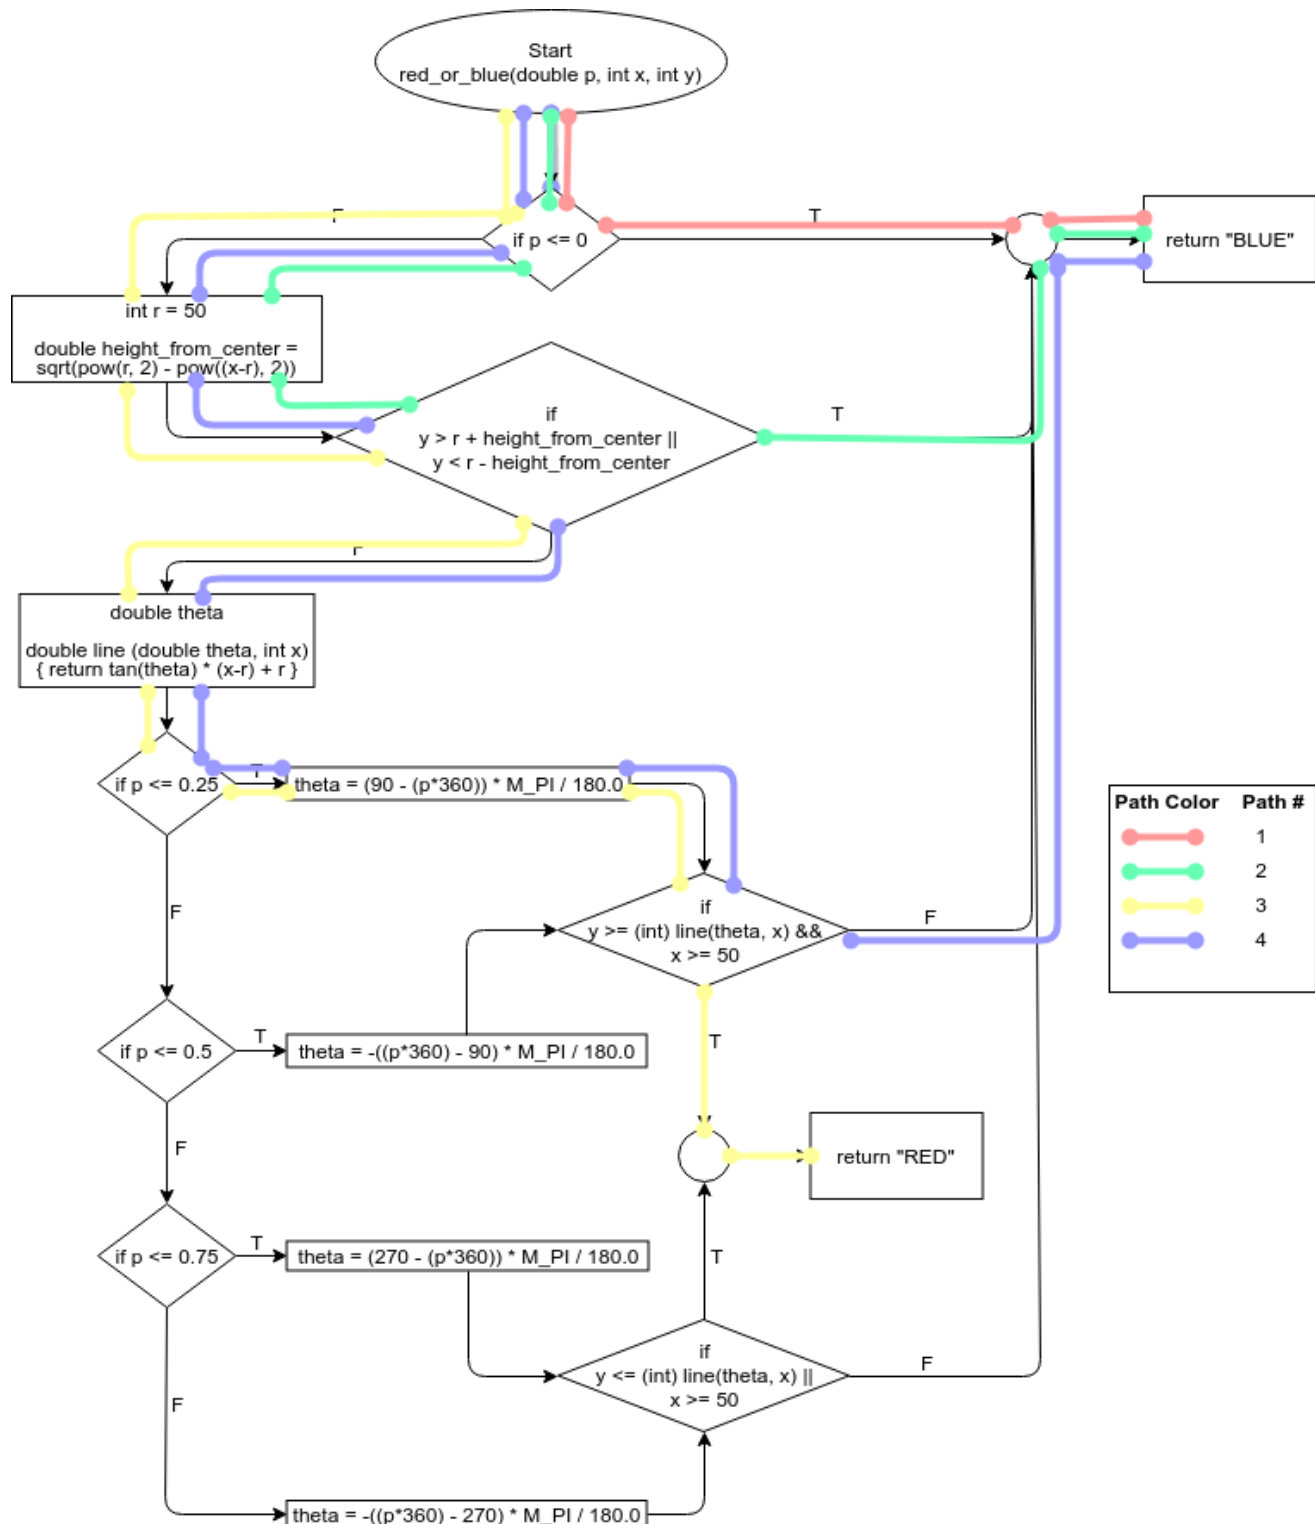 Start
red_or_blue(double p, int x, int y)
F
T
if p <= 0
return "BLUE"
int r = 50
double height_from_center =
sqrt(pow(r, 2) - pow((x-r), 2))
if
y > r + height_from_center ||
y < r - height_from_center
T
F
double theta
double line (double theta, int x)
{ return tan(theta) * (x-r) + r }
if p <= 0.25
T
theta = (90 - (p*360)) * M_PI / 180.0
Path Color Path #
1
2
3
4
F
if
y >= (int) line(theta, x) &&
x >= 50
F
if p <= 0.5
T
theta = -((p*360) - 90) * M_PI / 180.0
T
F
return "RED"
if p <= 0.75
T
theta = (270 - (p*360)) * M_PI / 180.0
T
if
y <= (int) line(theta, x) ||
x >= 50
F
F
theta = -((p*360) - 270) * M_PI / 180.0